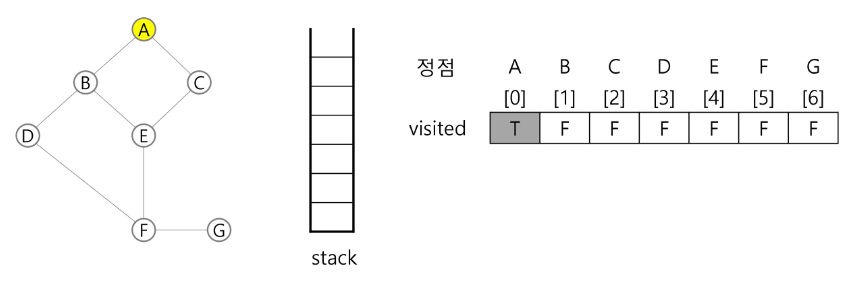 A
B
C
D
E
F
G
stack
정점 A B C D E F G
[0] [1] [2] [3] [4] [5] [6]
visited T F F F F F F